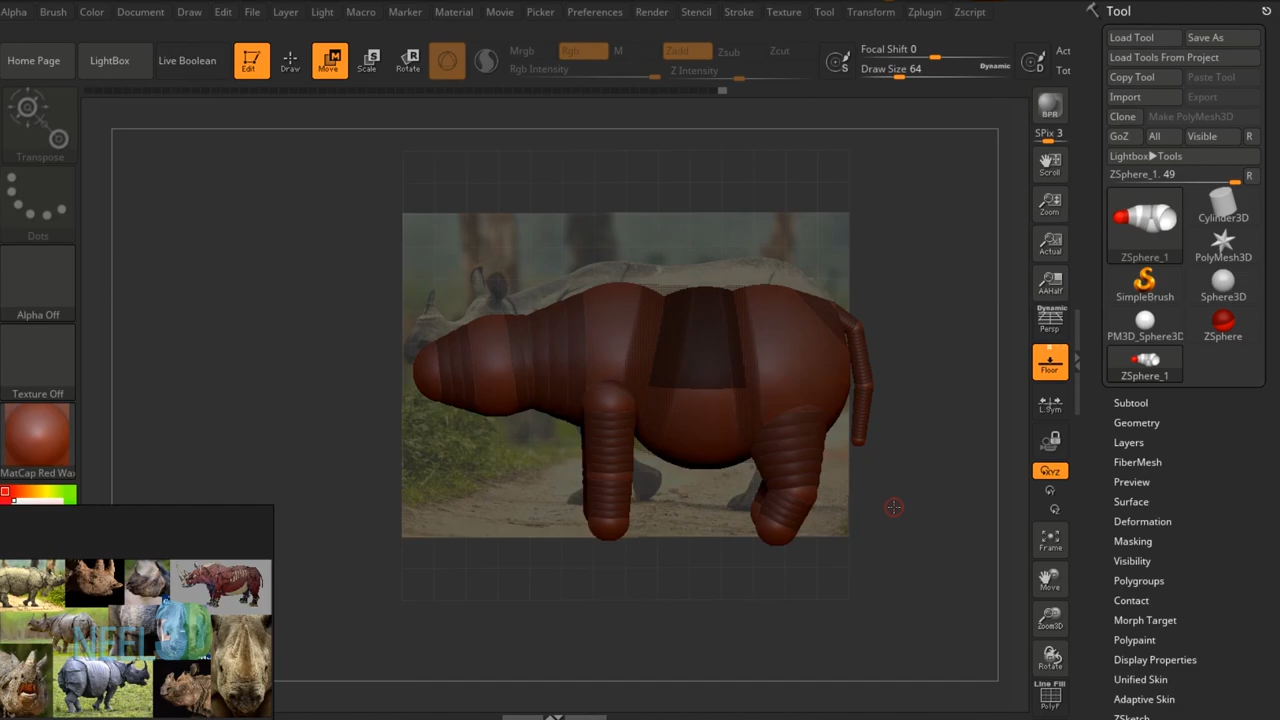 Alpha Brush Color Document Draw Edit File Layer Light Macro Marker Material Movie Picker Preferences Render Stencil Stroke Texture Tool Transform Zplugin Zscript
Tool
Home Page LightBox Live Boolean Edit Draw Move Scale Rotate
Mrgb Rgb M Zadd Zsub Zcut
Rgb Intensity Z Intensity
S
Focal Shift 0
Draw Size 64 Dynamic
D
Act
Tot
Load Tool Save As
Load Tools From Project
Copy Tool Paste Tool
Import Export
Clone Make PolyMesh3D
GoZ All Visible R
Lightbox▶Tools
ZSphere_1. 49 R
ZSphere_1 Cylinder3D
PolyMesh3D
SimpleBrush Sphere3D
PM3D_Sphere3D ZSphere
ZSphere_1
Subtool
Geometry
Layers
FiberMesh
Preview
Surface
Deformation
Masking
Visibility
Polygroups
Contact
Morph Target
Polypaint
Display Properties
Unified Skin
Adaptive Skin
ZSketch
BPR
SPix 3
Scroll
Zoom
Actual
AAHalf
Dynamic
Persp
Floor
L.Sym
XYZ
Frame
Move
Zoom3D
Rotate
Line Fill
PolyF
Transpose
Dots
Alpha Off
Texture Off
MatCap Red Wax